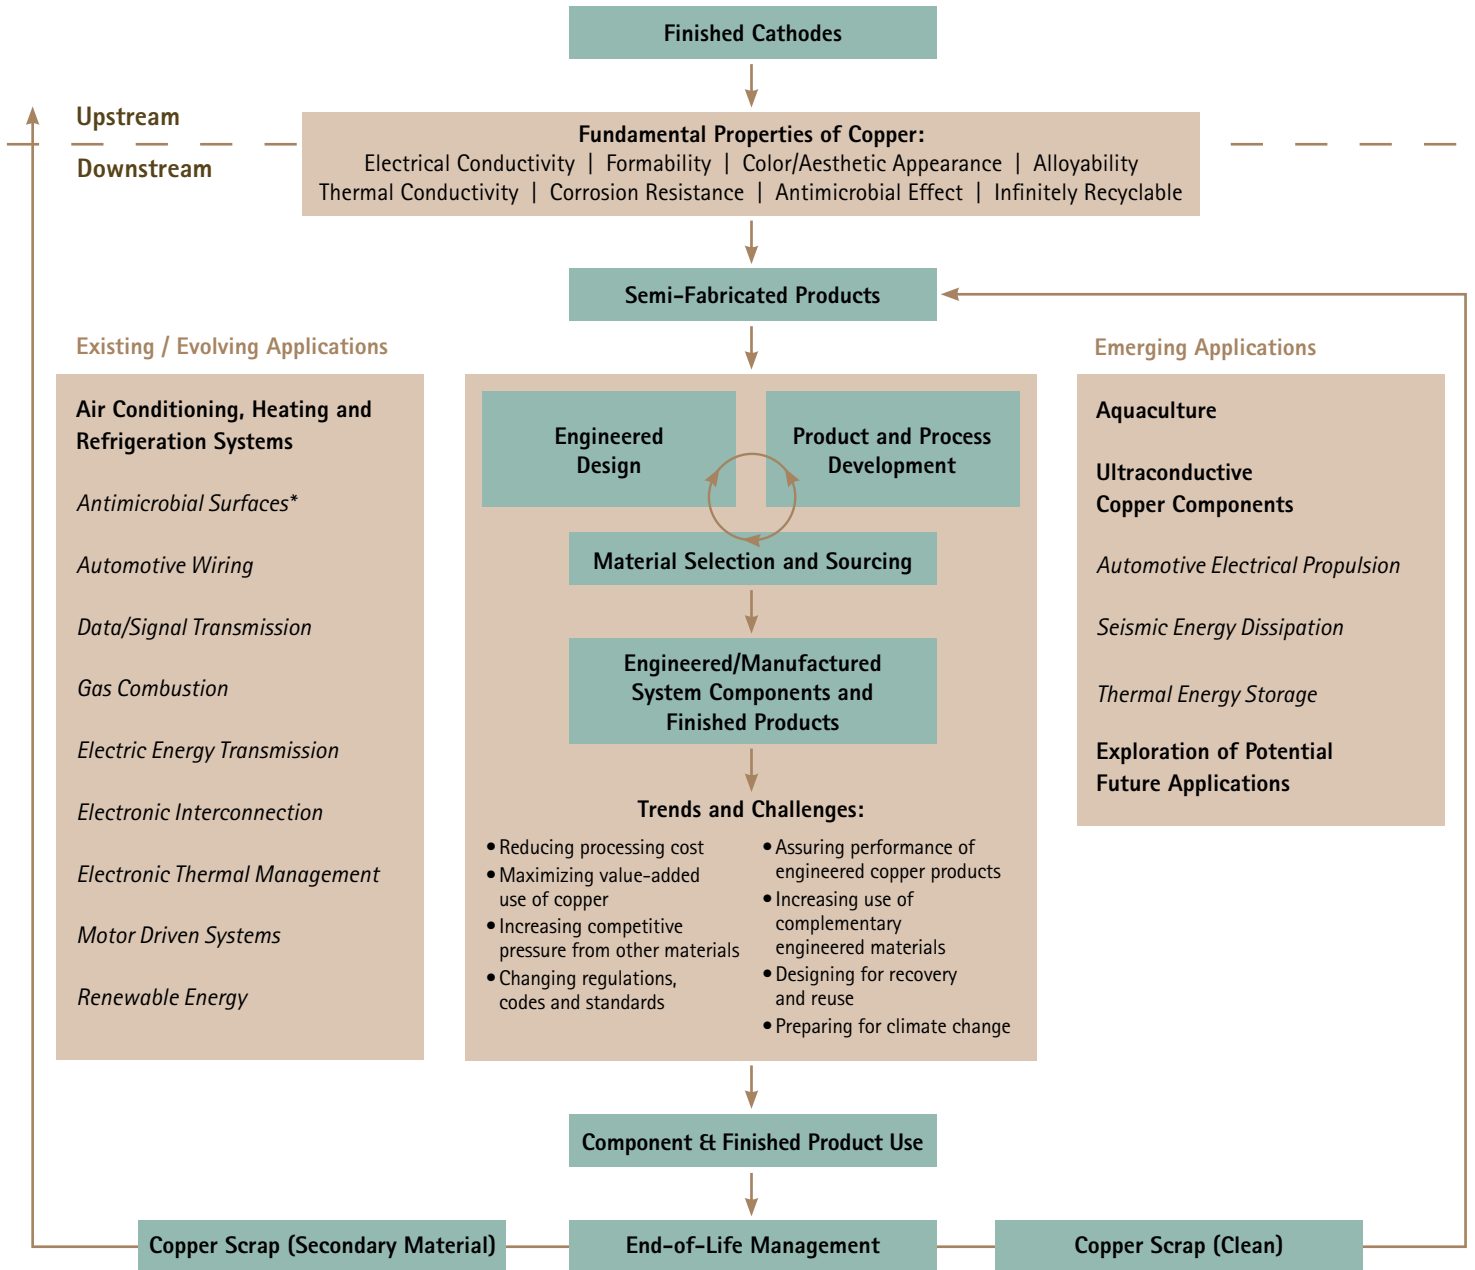 Finished Cathodes
Upstream
Downstream
Fundamental Properties of Copper:
Electrical Conductivity | Formability | Color/Aesthetic Appearance | Alloyability
Thermal Conductivity | Corrosion Resistance | Antimicrobial Effect | Infinitely Recyclable
Semi-Fabricated Products
Existing / Evolving Applications
Air Conditioning, Heating and
Refrigeration Systems
Antimicrobial Surfaces*
Automotive Wiring
Data/Signal Transmission
Gas Combustion
Electric Energy Transmission
Electronic Interconnection
Electronic Thermal Management
Motor Driven Systems
Renewable Energy
Engineered
Design
Product and Process
Development
Material Selection and Sourcing
Engineered/Manufactured
System Components and
Finished Products
Trends and Challenges:
• Reducing processing cost
• Maximizing value-added
use of copper
• Increasing competitive
pressure from other materials
• Changing regulations,
codes and standards
• Assuring performance of
engineered copper products
• Increasing use of
complementary
engineered materials
• Designing for recovery
and reuse
• Preparing for climate change
Emerging Applications
Aquaculture
Ultraconductive
Copper Components
Automotive Electrical Propulsion
Seismic Energy Dissipation
Thermal Energy Storage
Exploration of Potential
Future Applications
Component & Finished Product Use
Copper Scrap (Secondary Material)
End-of-Life Management
Copper Scrap (Clean)